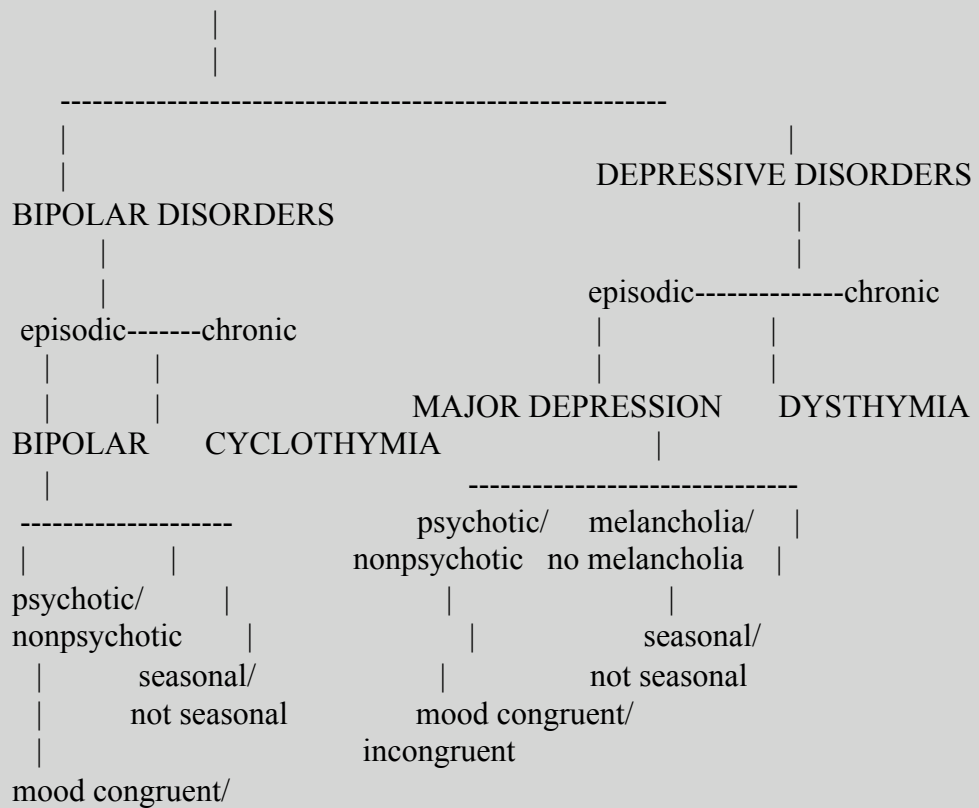 DEPRESSIVE DISORDERS
BIPOLAR DISORDERS
episodic--------------chronic
episodic-------chronic
MAJOR DEPRESSION DYSTHYMIA
BIPOLAR CYCLOTHYMIA
psychotic/ melancholia/
nonpsychotic no melancholia
psychotic/
nonpsychotic seasonal/
seasonal/ not seasonal
not seasonal mood congruent/
incongruent
mood congruent/